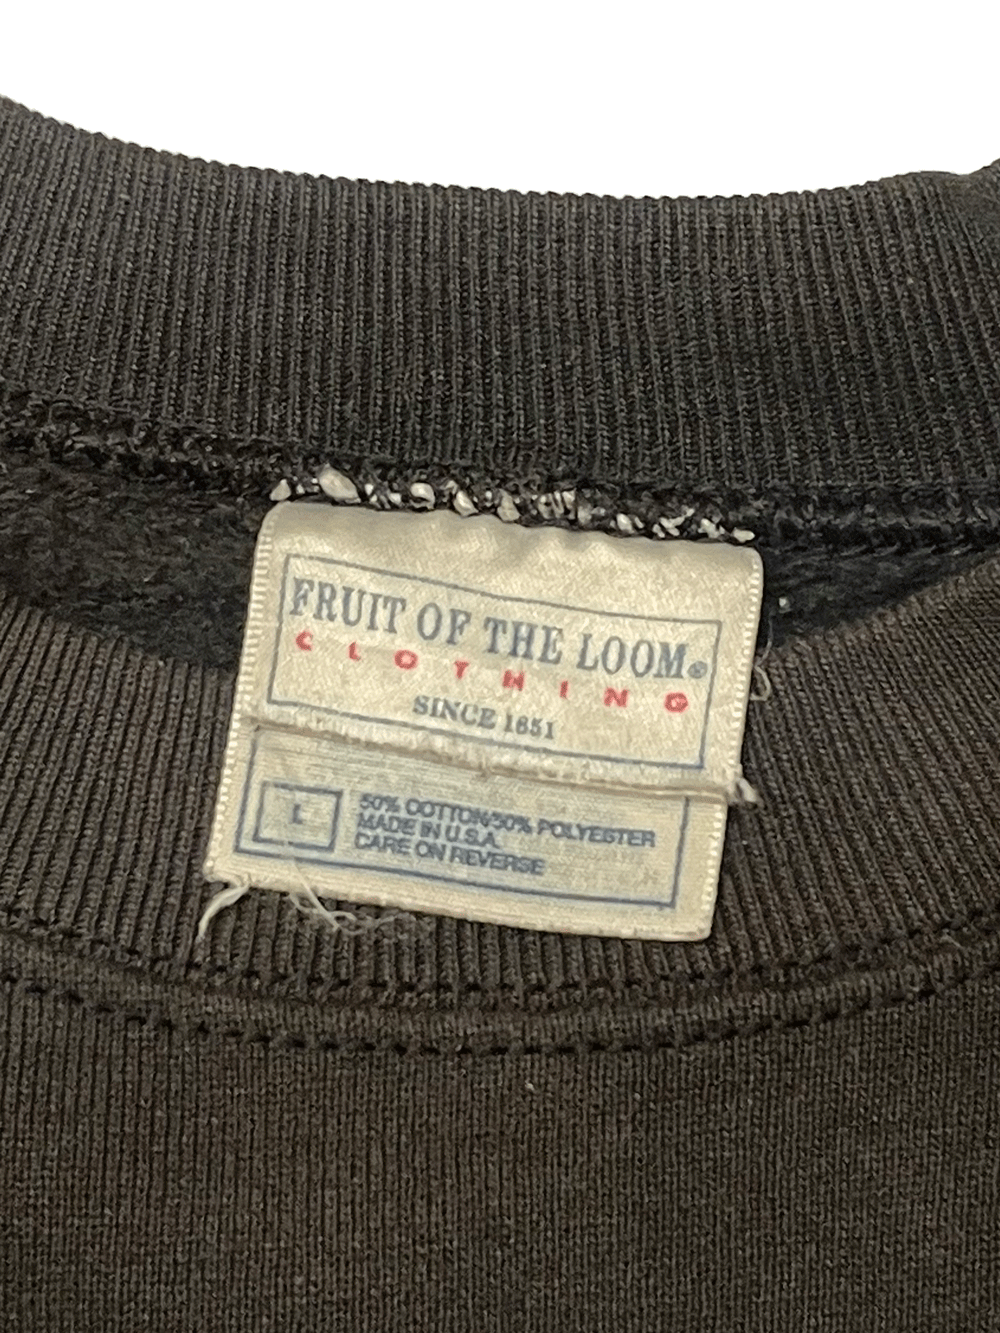 FRUIT OF THE LOOM®
CLOTHING
SINCE 1851
L
50% COTTON/50% POLYESTER
MADE IN U.S.A.
CARE ON REVERSE